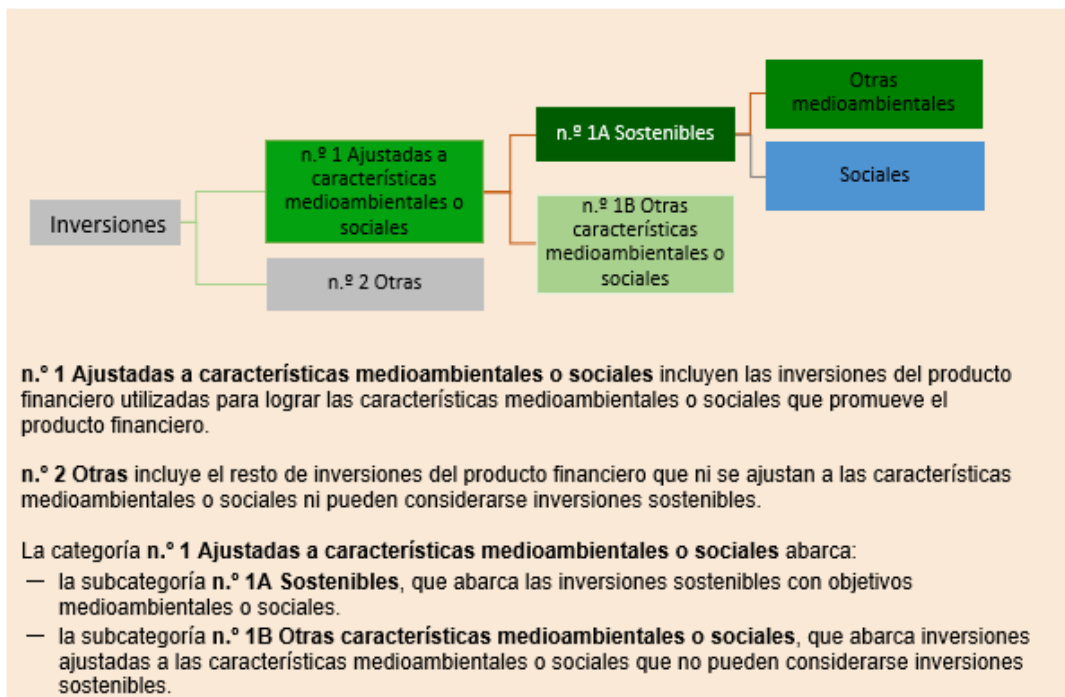 Otras
medioambientales
n.º 1A Sostenibles
n.º 1 Ajustadas a
características
medioambientales o
sociales
Sociales
Inversiones
n.º 1B Otras
características
medioambientales o
sociales
n.º 2 Otras
n.º 1 Ajustadas a características medioambientales o sociales incluyen las inversiones del producto
financiero utilizadas para lograr las características medioambientales o sociales que promueve el
producto financiero.
n.º 2 Otras incluye el resto de inversiones del producto financiero que ni se ajustan a las características
medioambientales o sociales ni pueden considerarse inversiones sostenibles.
La categoría n.º 1 Ajustadas a características medioambientales o sociales abarca:
— la subcategoría n.º 1A Sostenibles, que abarca las inversiones sostenibles con objetivos
medioambientales o sociales.
— la subcategoría n.º 1B Otras características medioambientales o sociales, que abarca inversiones
ajustadas a las características medioambientales o sociales que no pueden considerarse inversiones
sostenibles.